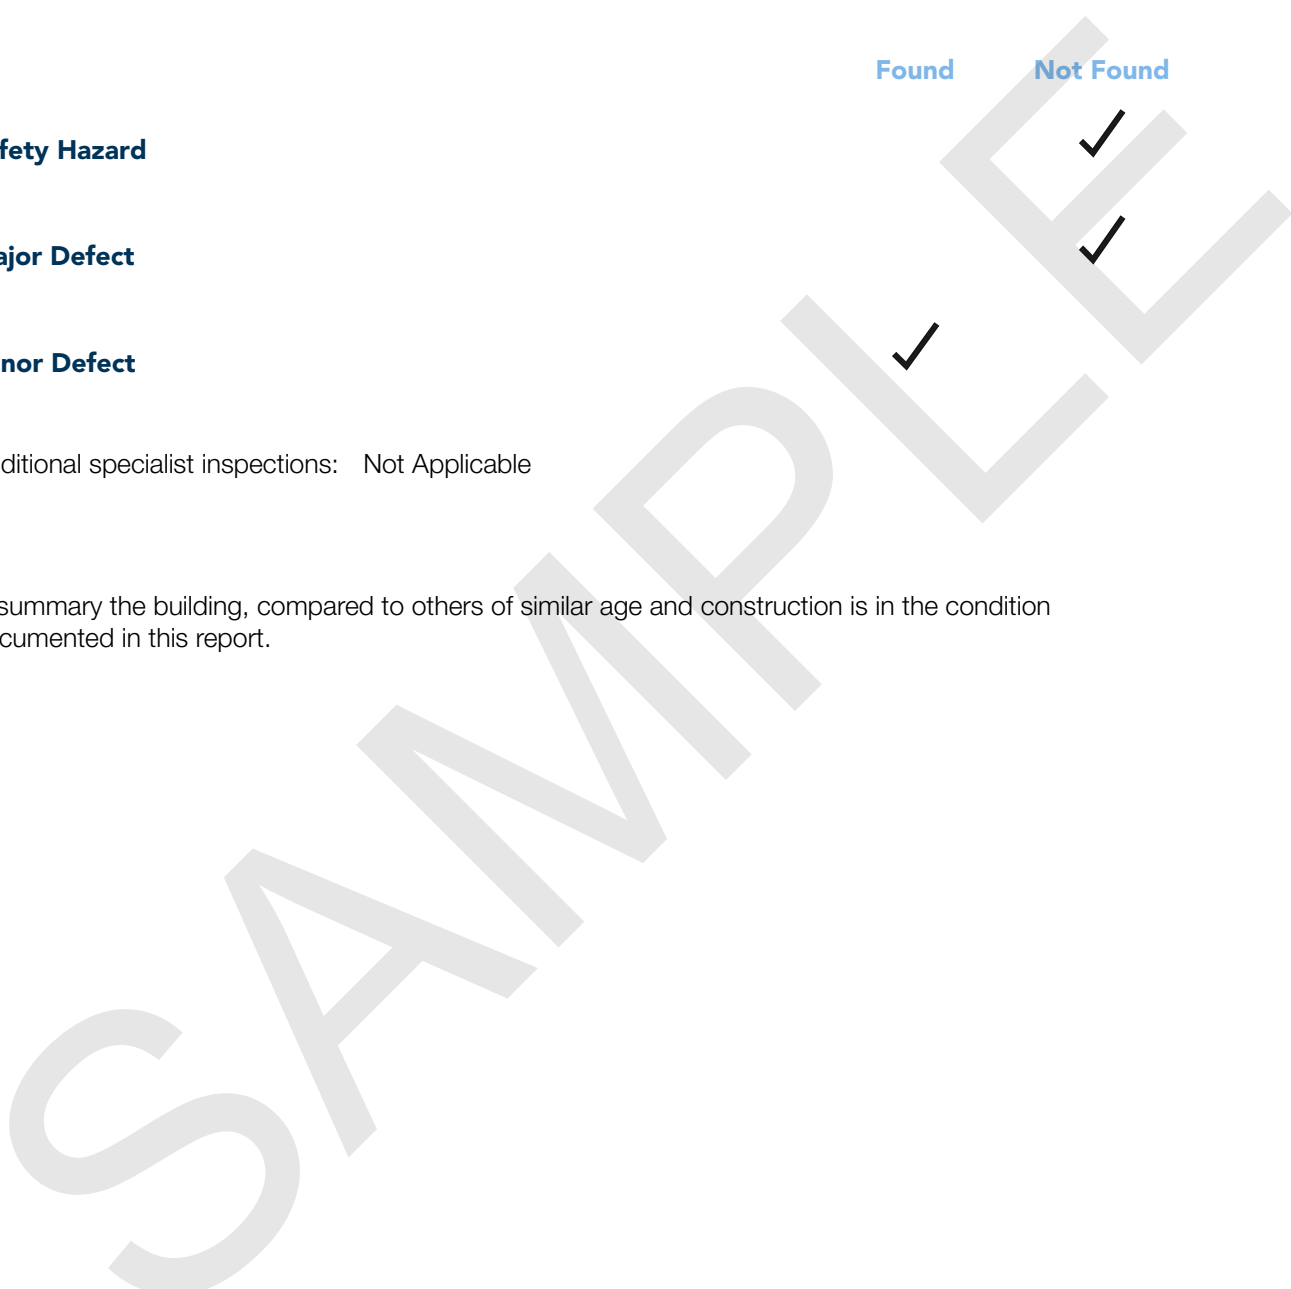 Found Not Found
fety Hazard
ajor Defect
nor Defect
ditional specialist inspections: Not Applicable
summary the building, compared to others of similar age and construction is in the condition
cumented in this report.
SAMPLE